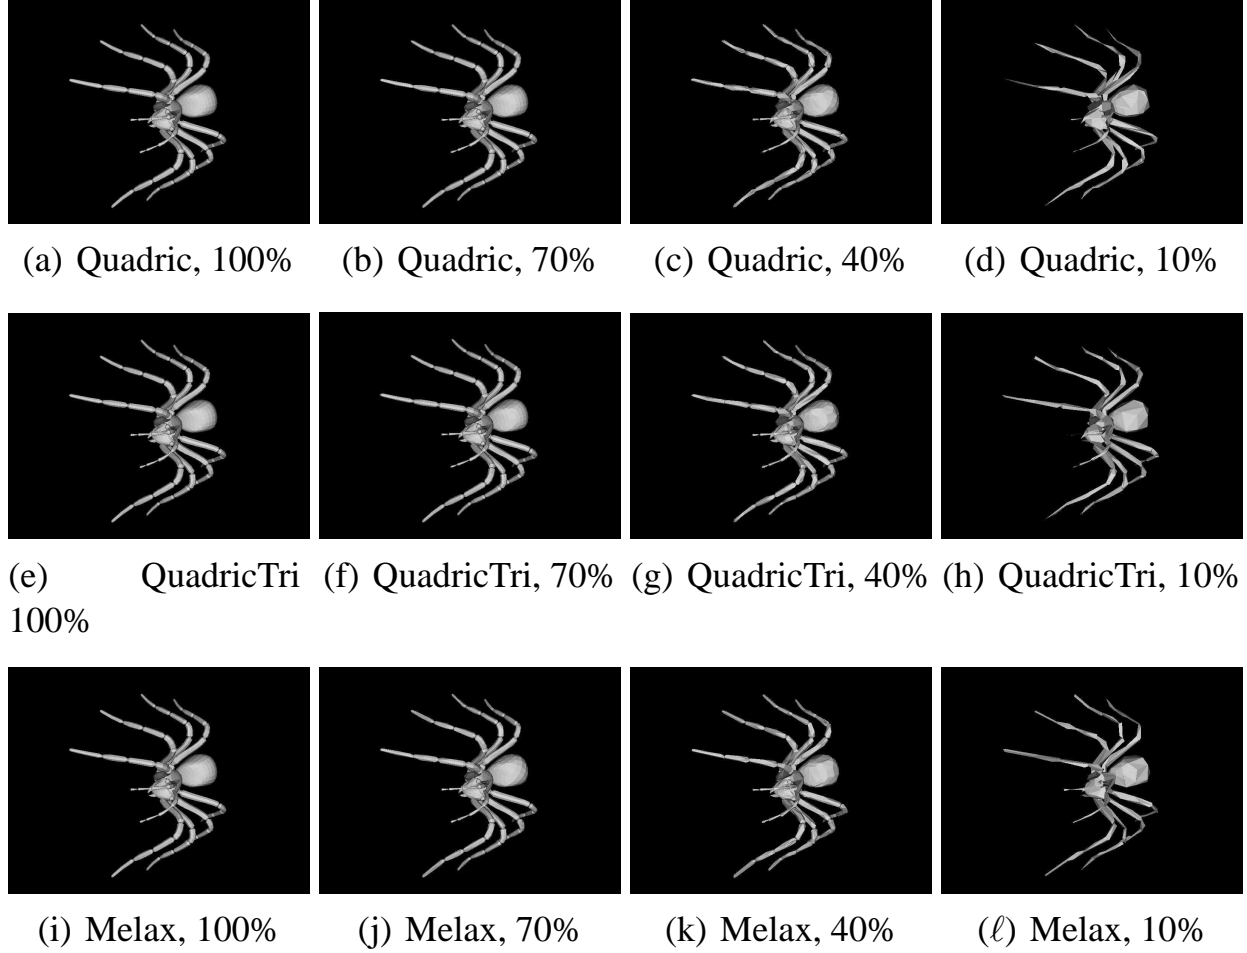 (a) Quadric, 100%
(b) Quadric, 70%
(c) Quadric, 40%
(d) Quadric, 10%
(e) QuadricTri
100%
(f) QuadricTri, 70%
(g) QuadricTri, 40%
(h) QuadricTri, 10%
(i) Melax, 100%
(j) Melax, 70%
(k) Melax, 40%
(ℓ) Melax, 10%